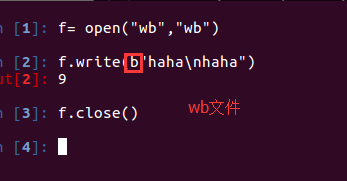 n [1]: f= open("wb","wb")
n [2]: f.write(b"haha\nhaha")
ut[2]: 9
n [3]: f.close()
wb文件
n [4]: